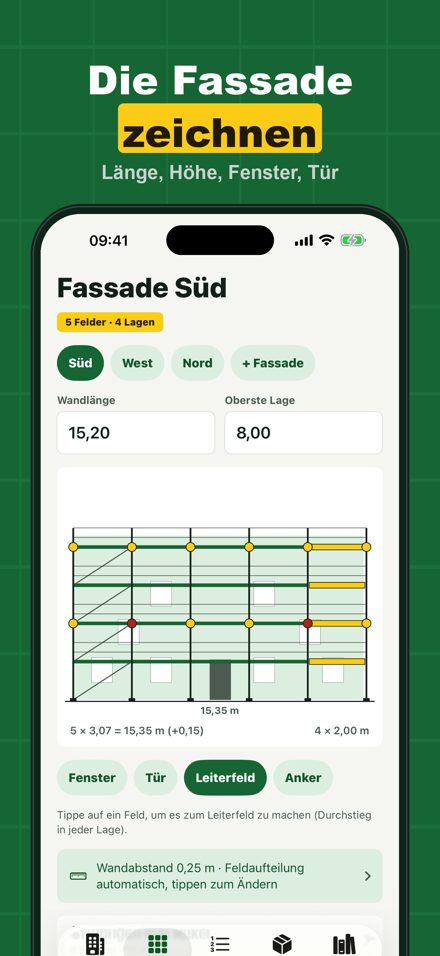 Die Fassade
zeichnen
Länge, Höhe, Fenster, Tür
09:41
Fassade Süd
5 Felder · 4 Lagen
Süd
West
Nord
+ Fassade
Wandlänge
Oberste Lage
15,20
8,00
15,35 m
5 × 3,07 = 15,35 m (+0,15)
4 × 2,00 m
Fenster
Tür
Leiterfeld
Anker
Tippe auf ein Feld, um es zum Leiterfeld zu machen (Durchstieg
in jeder Lage).
Wandabstand 0,25 m · Feldaufteilung
automatisch, tippen zum Ändern